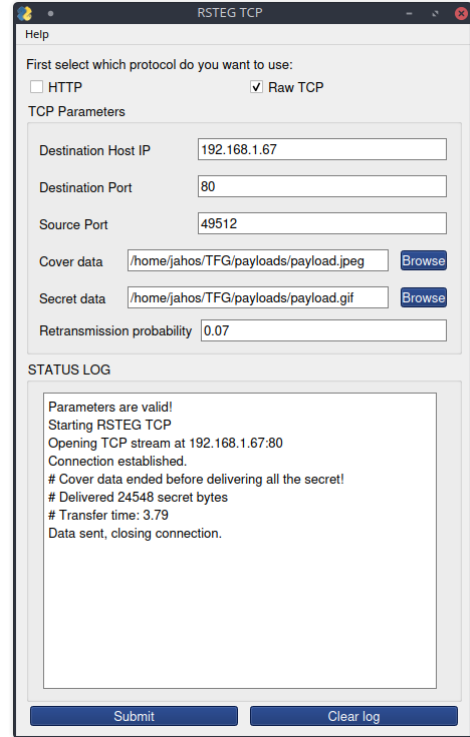 RSTEG TCP
Help
First select which protocol do you want to use:
HTTP Raw TCP
TCP Parameters
Destination Host IP 192.168.1.67
Destination Port 80
Source Port 49512
Cover data /home/jahos/TFG/payloads/payload.jpeg Browse
Secret data /home/jahos/TFG/payloads/payload.gif Browse
Retransmission probability 0.07
STATUS LOG
Parameters are valid!
Starting RSTEG TCP
Opening TCP stream at 192.168.1.67:80
Connection established.
# Cover data ended before delivering all the secret!
# Delivered 24548 secret bytes
# Transfer time: 3.79
Data sent, closing connection.
Submit Clear log